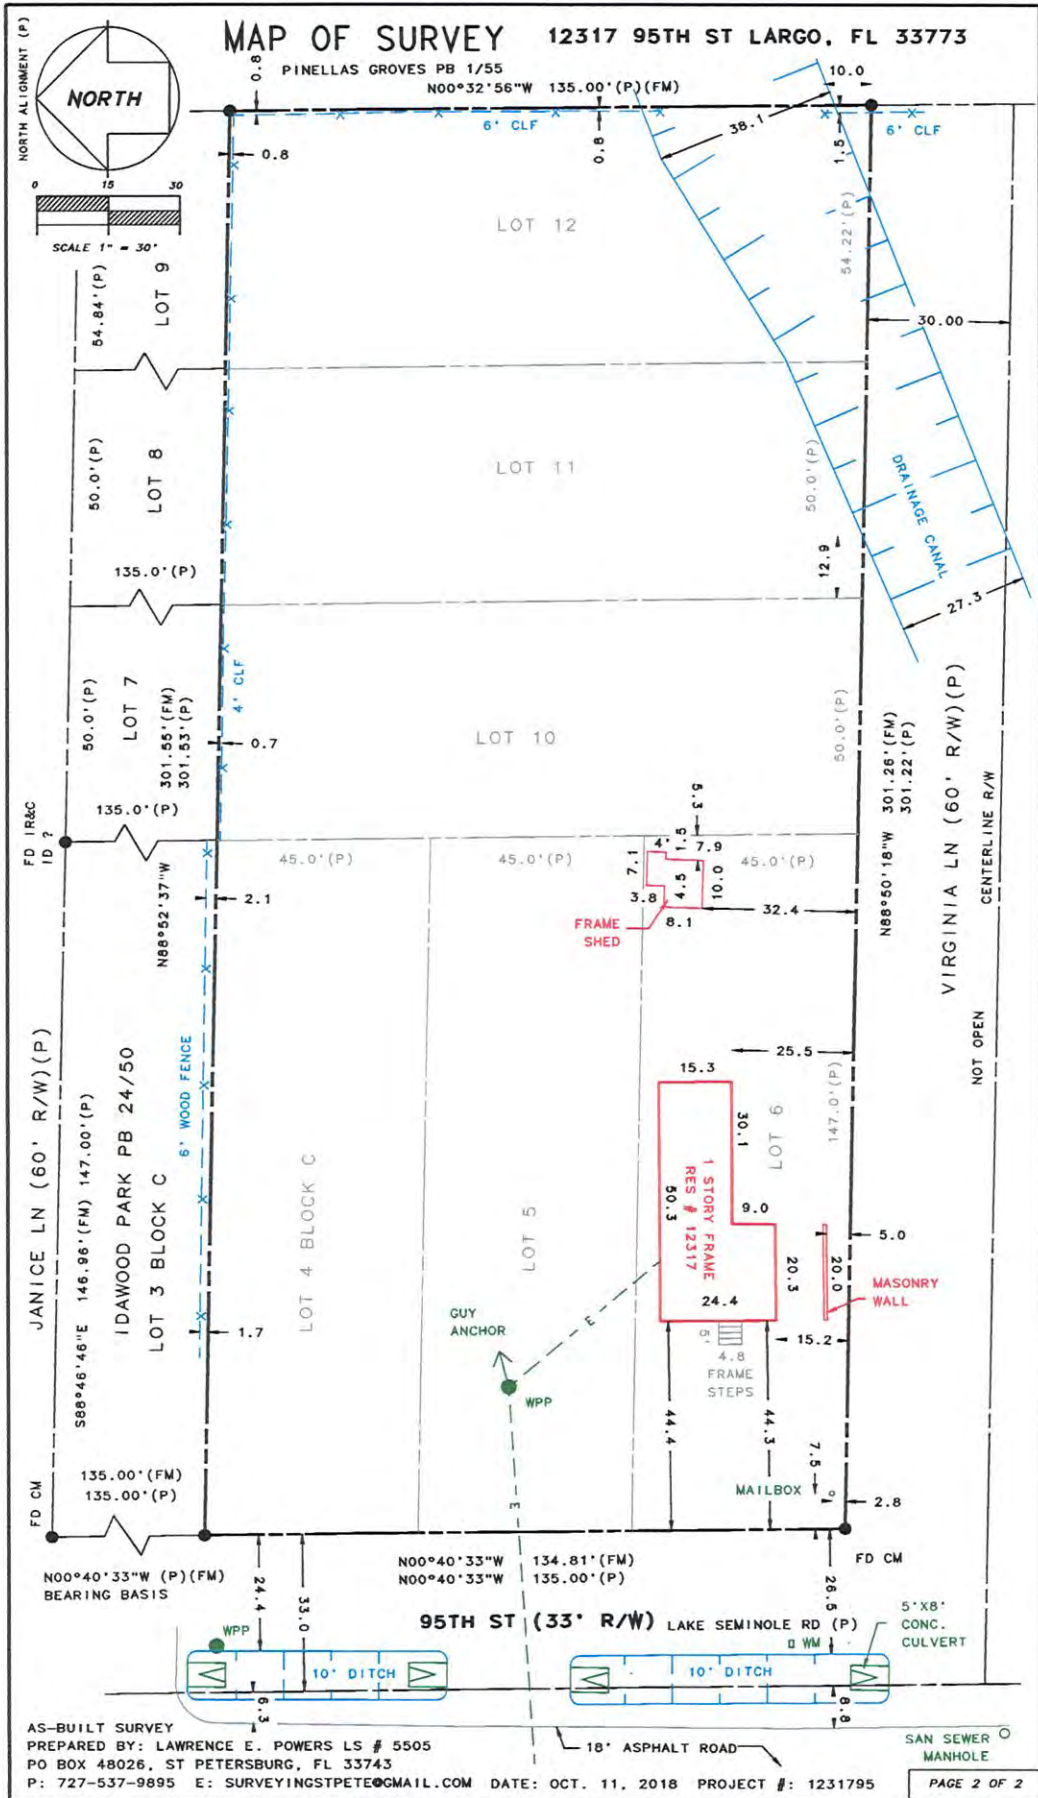 MAP OF SURVEY 12317 95TH ST LARGO, FL 33773
PINELLAS GROVES PB 1/55
N00°32'56"W 135.00'(P)(FM)
NORTH ALIGNMENT (P)
NORTH
0 15 30
SCALE 1" = 30'
0.8
0.8
6' CLF
0.8
38.1
10.0
1.5
6' CLF
LOT 12
54.22'(P)
30.00
54.84'(P)
LOT 9
50.0'(P)
LOT 8
LOT 11
50.0'(P)
DRAINAGE CANAL
12.9
27.3
135.0'(P)
4' CLF
50.0'(P)
LOT 7
301.55'(FM)
301.53'(P)
0.7
LOT 10
50.0'(P)
N88°50'18"W 301.26'(FM)
301.22'(P)
VIRGINIA LN (60' R/W)(P)
CENTERLINE R/W
NOT OPEN
135.0'(P)
FD IR&C
ID ?
N88°52'37"W
2.1
45.0'(P)
45.0'(P)
45.0'(P)
5.3
4'
1.5
7.9
7.1
3.8
4.5
10.0
8.1
32.4
FRAME
SHED
JANICE LN (60' R/W)(P)
S88°46'46"E 146.96'(FM) 147.00'(P)
IDAWOOD PARK PB 24/50
LOT 3 BLOCK C
6' WOOD FENCE
1.7
LOT 4 BLOCK C
LOT 5
LOT 6
147.0'(P)
25.5
15.3
30.1
50.3
1 STORY FRAME
RES # 12317
9.0
20.3
24.4
5.0
20.0
MASONRY
WALL
15.2
5'
4.8
FRAME
STEPS
GUY
ANCHOR
E
WPP
44.4
44.3
7.5
MAILBOX
2.8
FD CM
135.00'(FM)
135.00'(P)
FD CM
N00°40'33"W (P)(FM)
BEARING BASIS
N00°40'33"W 134.81'(FM)
N00°40'33"W 135.00'(P)
E
24.4
33.0
26.5
95TH ST (33' R/W) LAKE SEMINOLE RD (P)
5'X8'
CONC.
CULVERT
WPP
WM
10' DITCH
10' DITCH
6.3
8.8
18' ASPHALT ROAD
SAN SEWER
MANHOLE
AS-BUILT SURVEY
PREPARED BY: LAWRENCE E. POWERS LS # 5505
PO BOX 48026, ST PETERSBURG, FL 33743
P: 727-537-9895 E: SURVEYINGSTPETE@GMAIL.COM DATE: OCT. 11, 2018 PROJECT #: 1231795
PAGE 2 OF 2